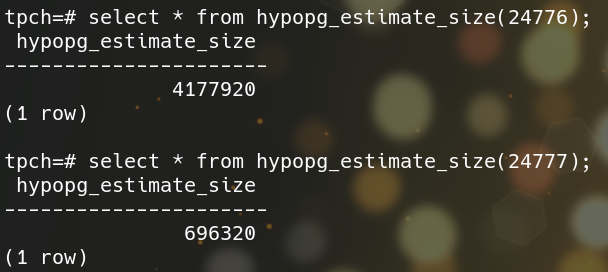 tpch=# select * from hypopg_estimate_size(24776);
 hypopg_estimate_size
----------------------
              4177920
(1 row)

tpch=# select * from hypopg_estimate_size(24777);
 hypopg_estimate_size
----------------------
               696320
(1 row)